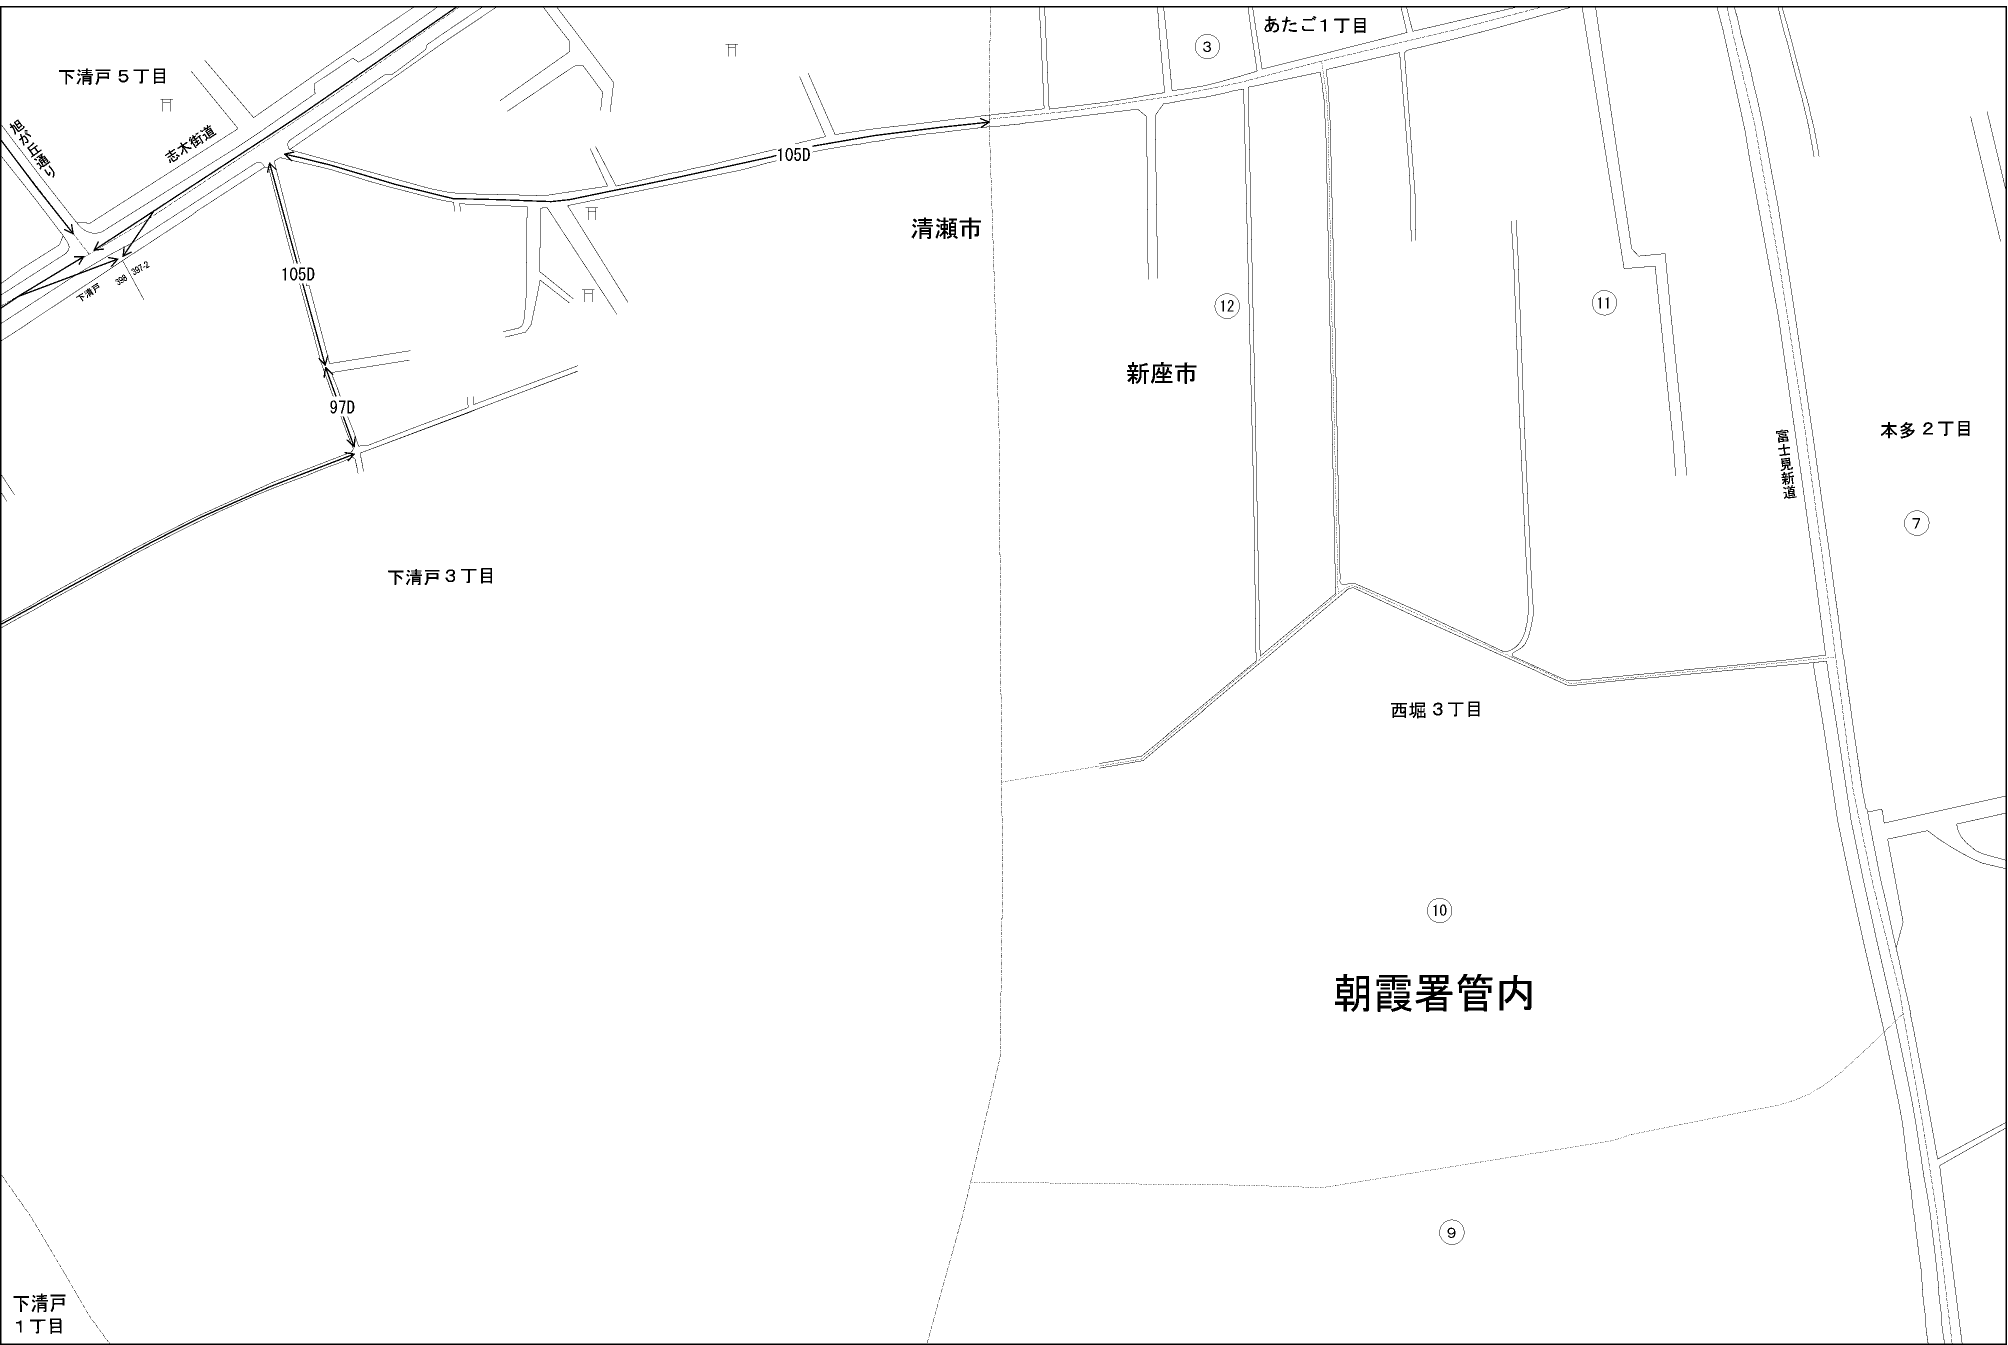 あたご１丁目
3
下清戸５丁目
旭が丘通り
志木街道
105D
清瀬市
105D
398
397-2
下清戸
12
11
新座市
97D
本多２丁目
富士見新道
7
下清戸３丁目
西堀３丁目
10
朝霞署管内
9
下清戸
１丁目